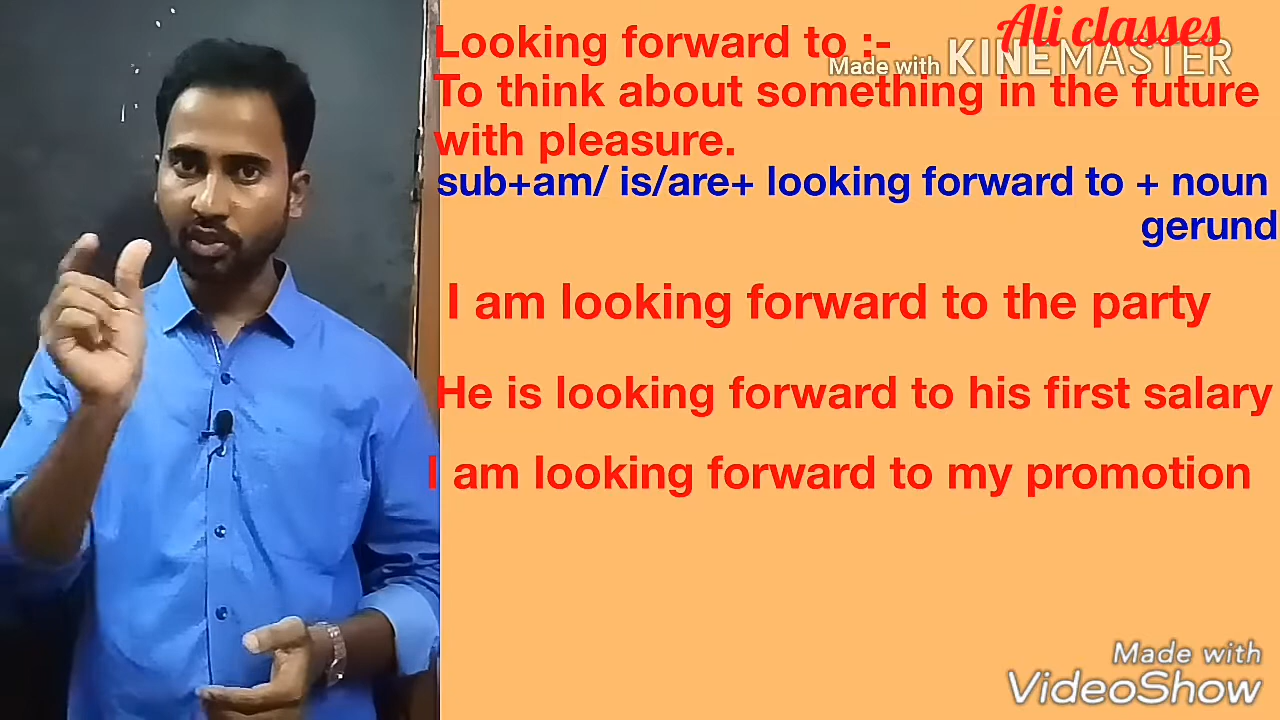 Ali classes
Looking forward to :-
Made with KINEMASTER
To think about something in the future
with pleasure.
sub+am/ is/are+ looking forward to + noun
gerund
I am looking forward to the party
He is looking forward to his first salary
I am looking forward to my promotion
Made with
VideoShow